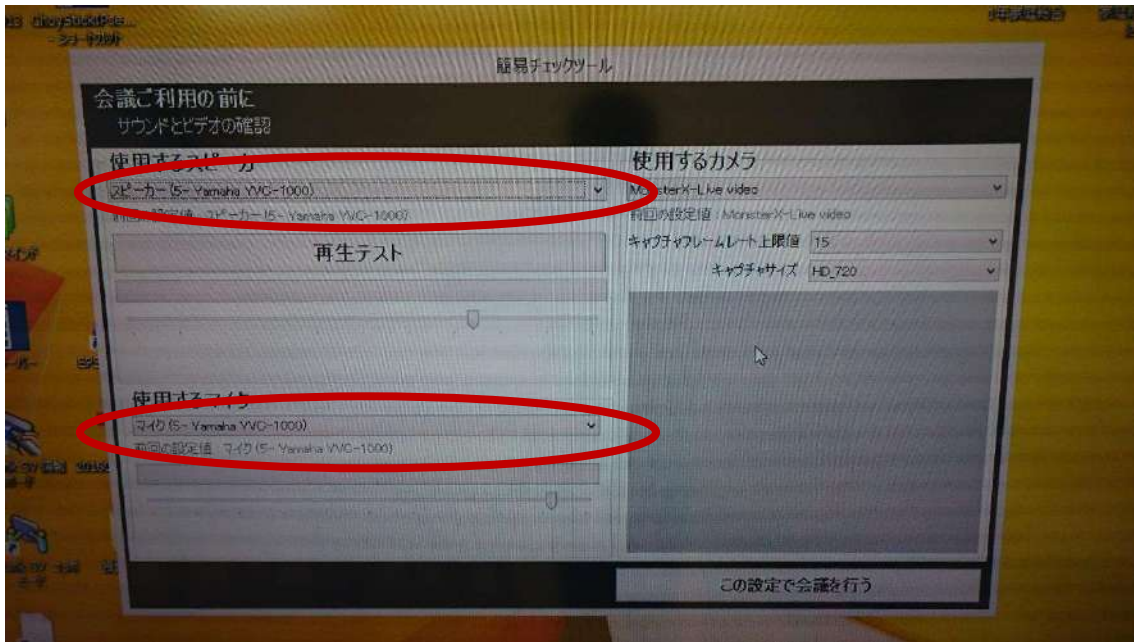 - ショートカット
簡易チェックツール
会議ご利用の前に
サウンドとビデオの確認
使用するスピーカ
スピーカー (5- Yamaha YVC-1000)
前回の設定値 : スピーカー (5- Yamaha YVC-1000)
再生テスト
使用するマイク
マイク (5- Yamaha YVC-1000)
前回の設定値 : マイク (5- Yamaha YVC-1000)
使用するカメラ
MonsterX-Live video
前回の設定値 : MonsterX-Live video
キャプチャフレームレート上限値 15
キャプチャサイズ HD_720
この設定で会議を行う